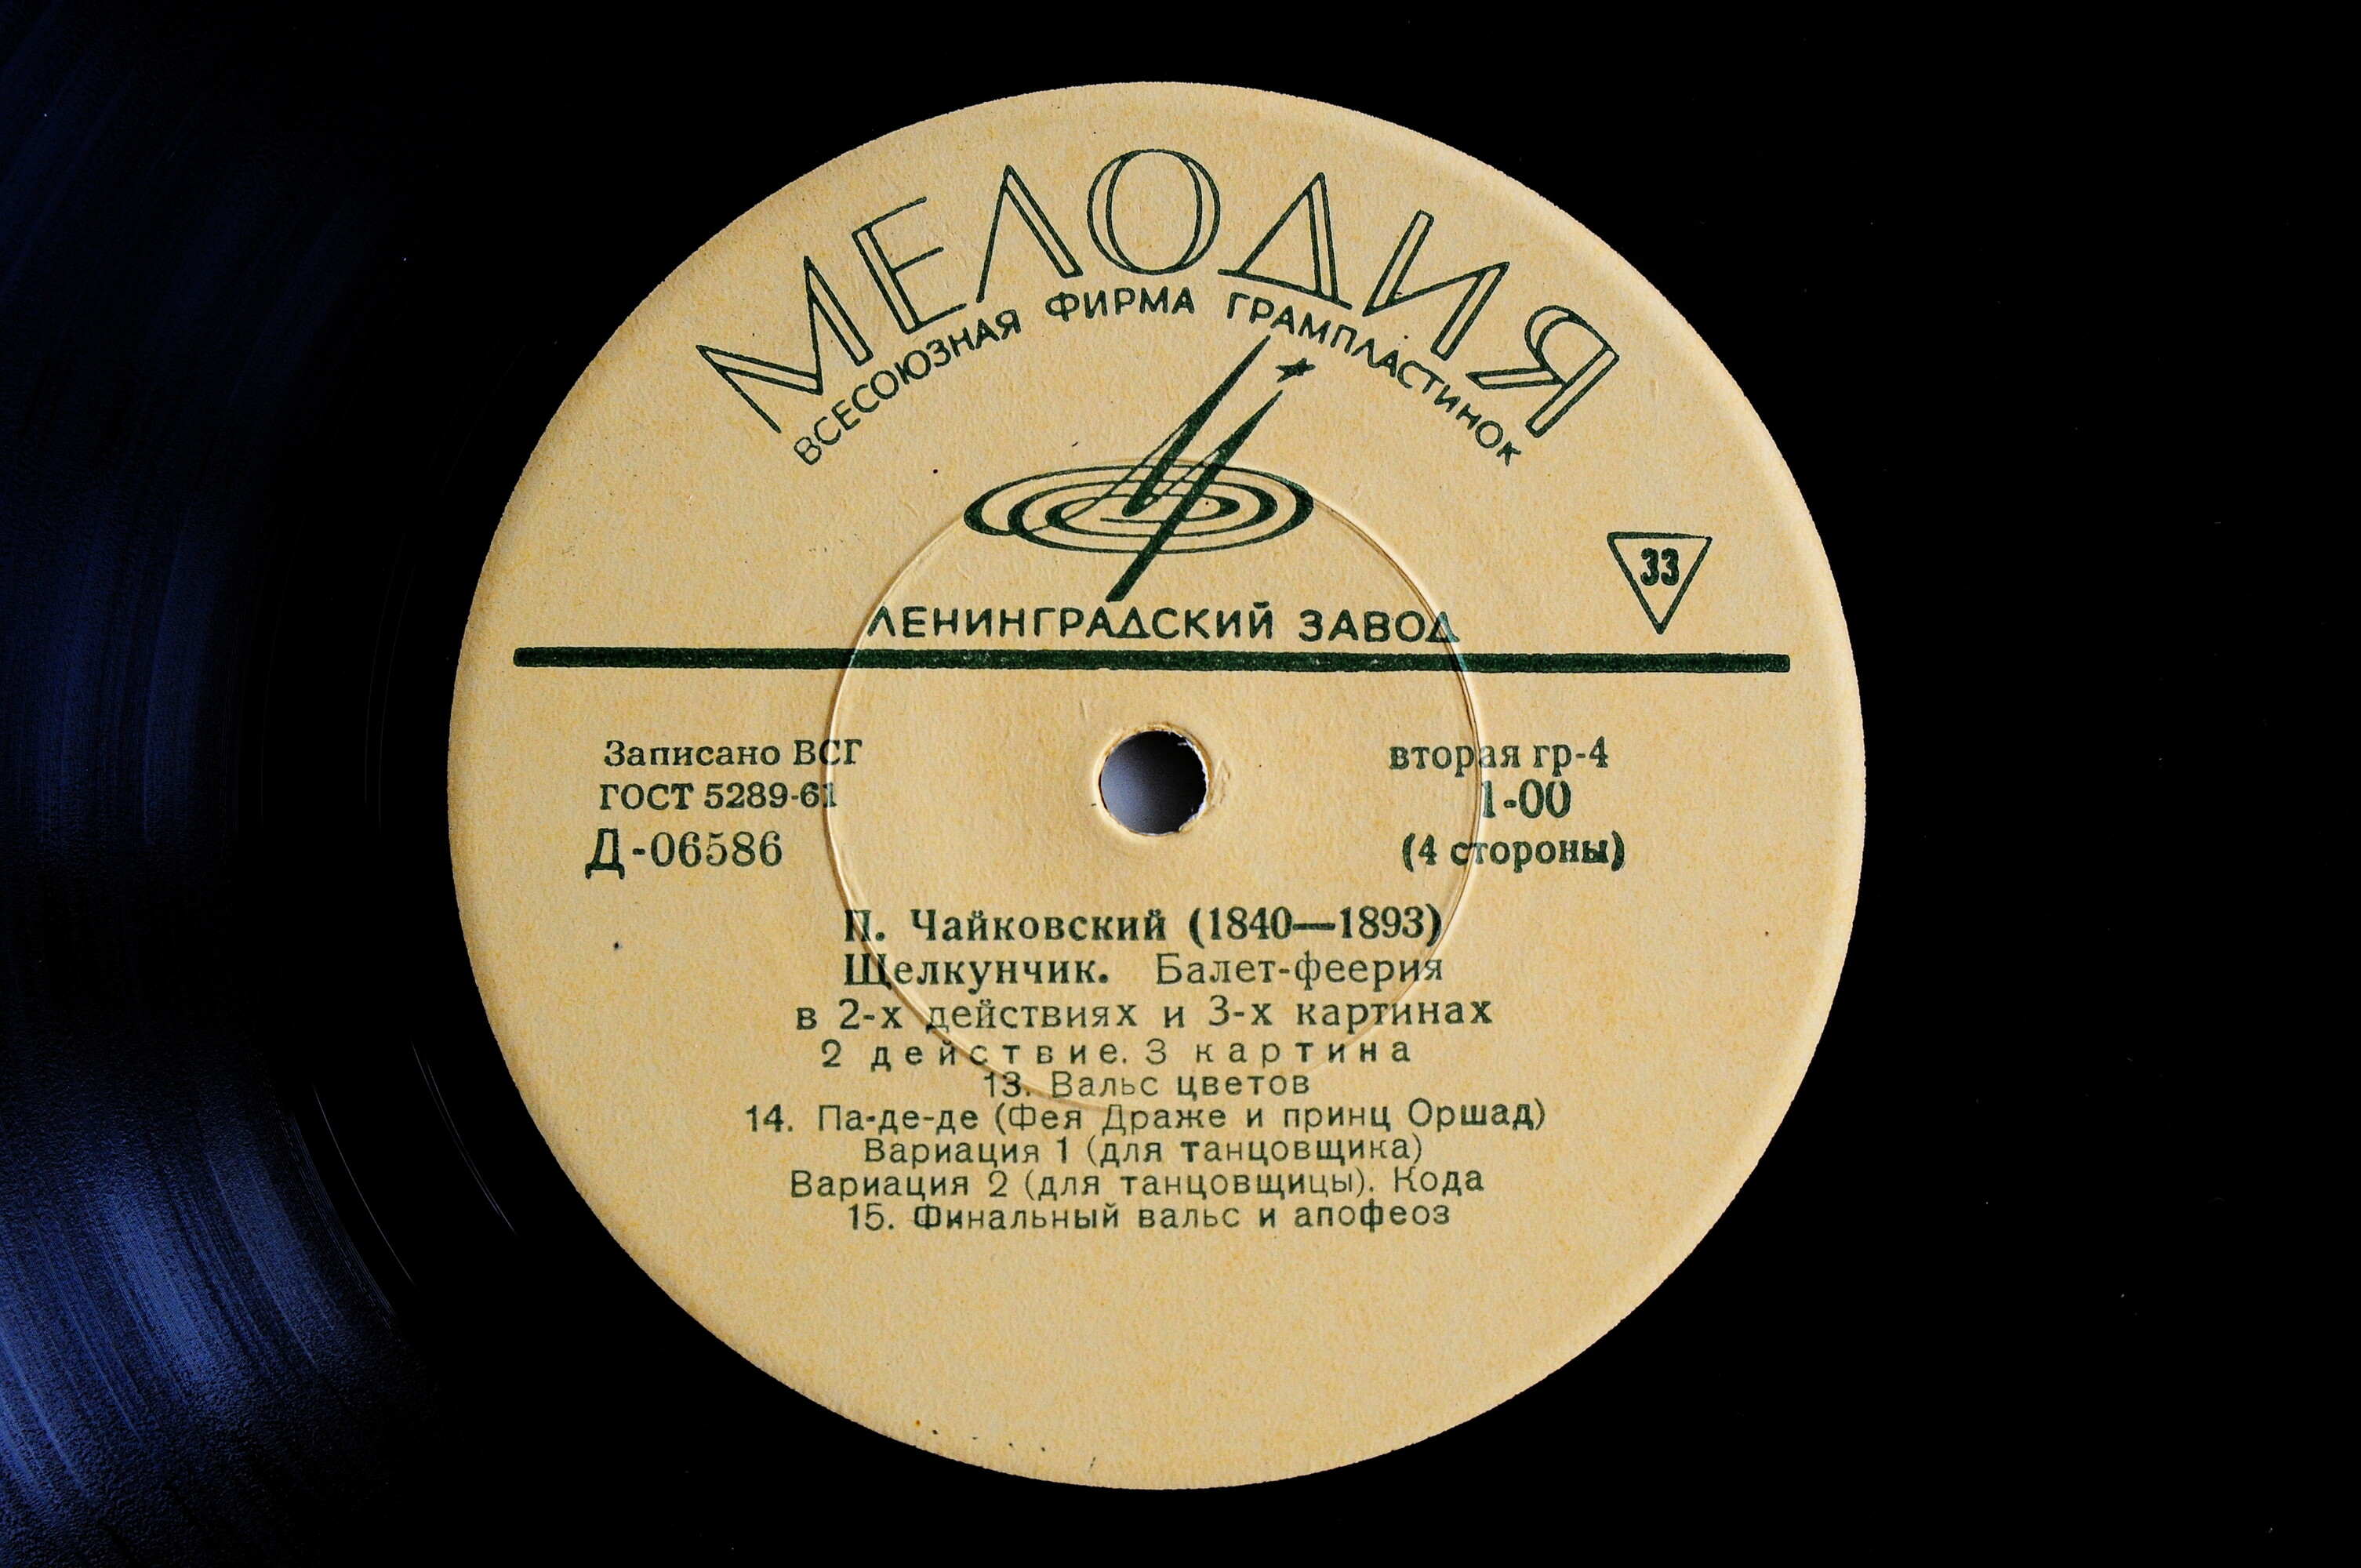 МЕЛОДИЯ
ВСЕСОЮЗНАЯ ФИРМА ГРАМПЛАСТИНОК
33
ЛЕНИНГРАДСКИЙ ЗАВОД
Записано ВСГ
ГОСТ 5289-61
Д-06586
вторая гр-4
1-00
(4 стороны)
П. Чайковский (1840—1893)
Щелкунчик. Балет-феерия
в 2-х действиях и 3-х картинах
2 действие. 3 картина
13. Вальс цветов
14. Па-де-де (Фея Драже и принц Оршад)
Вариация 1 (для танцовщика)
Вариация 2 (для танцовщицы). Кода
15. Финальный вальс и апофеоз